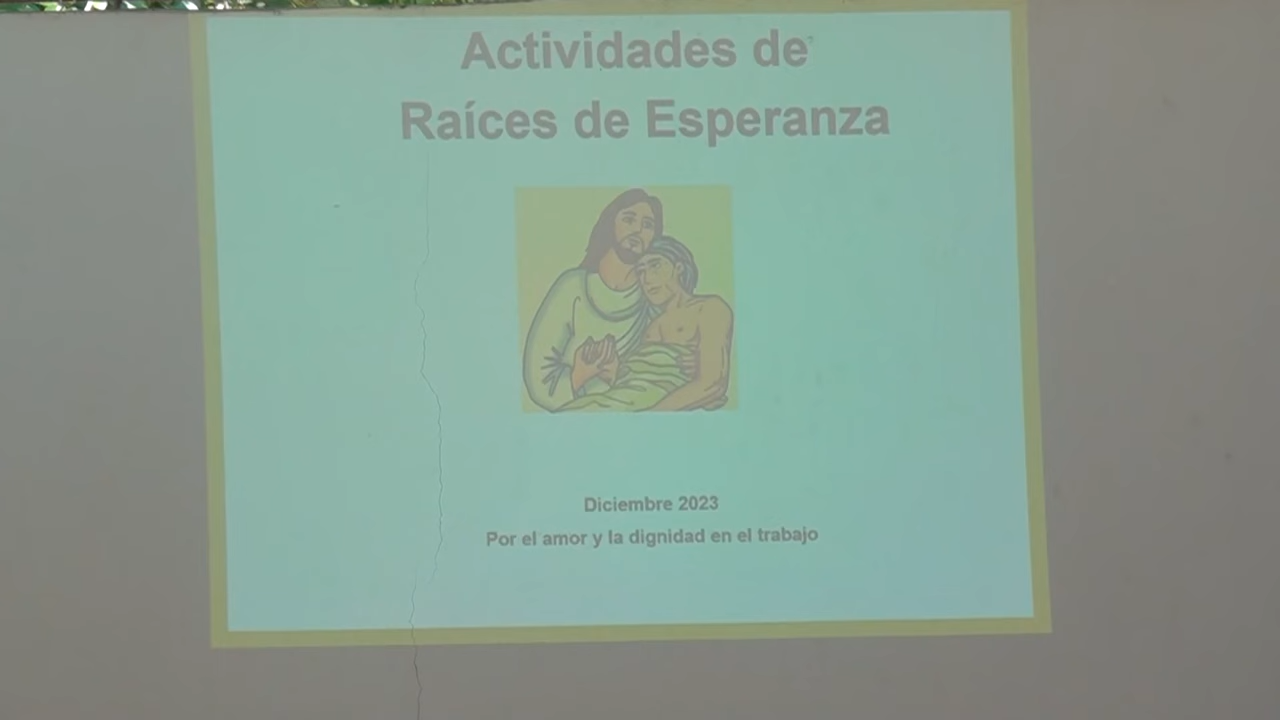 Actividades de
Raíces de Esperanza
Diciembre 2023
Por el amor y la dignidad en el trabajo